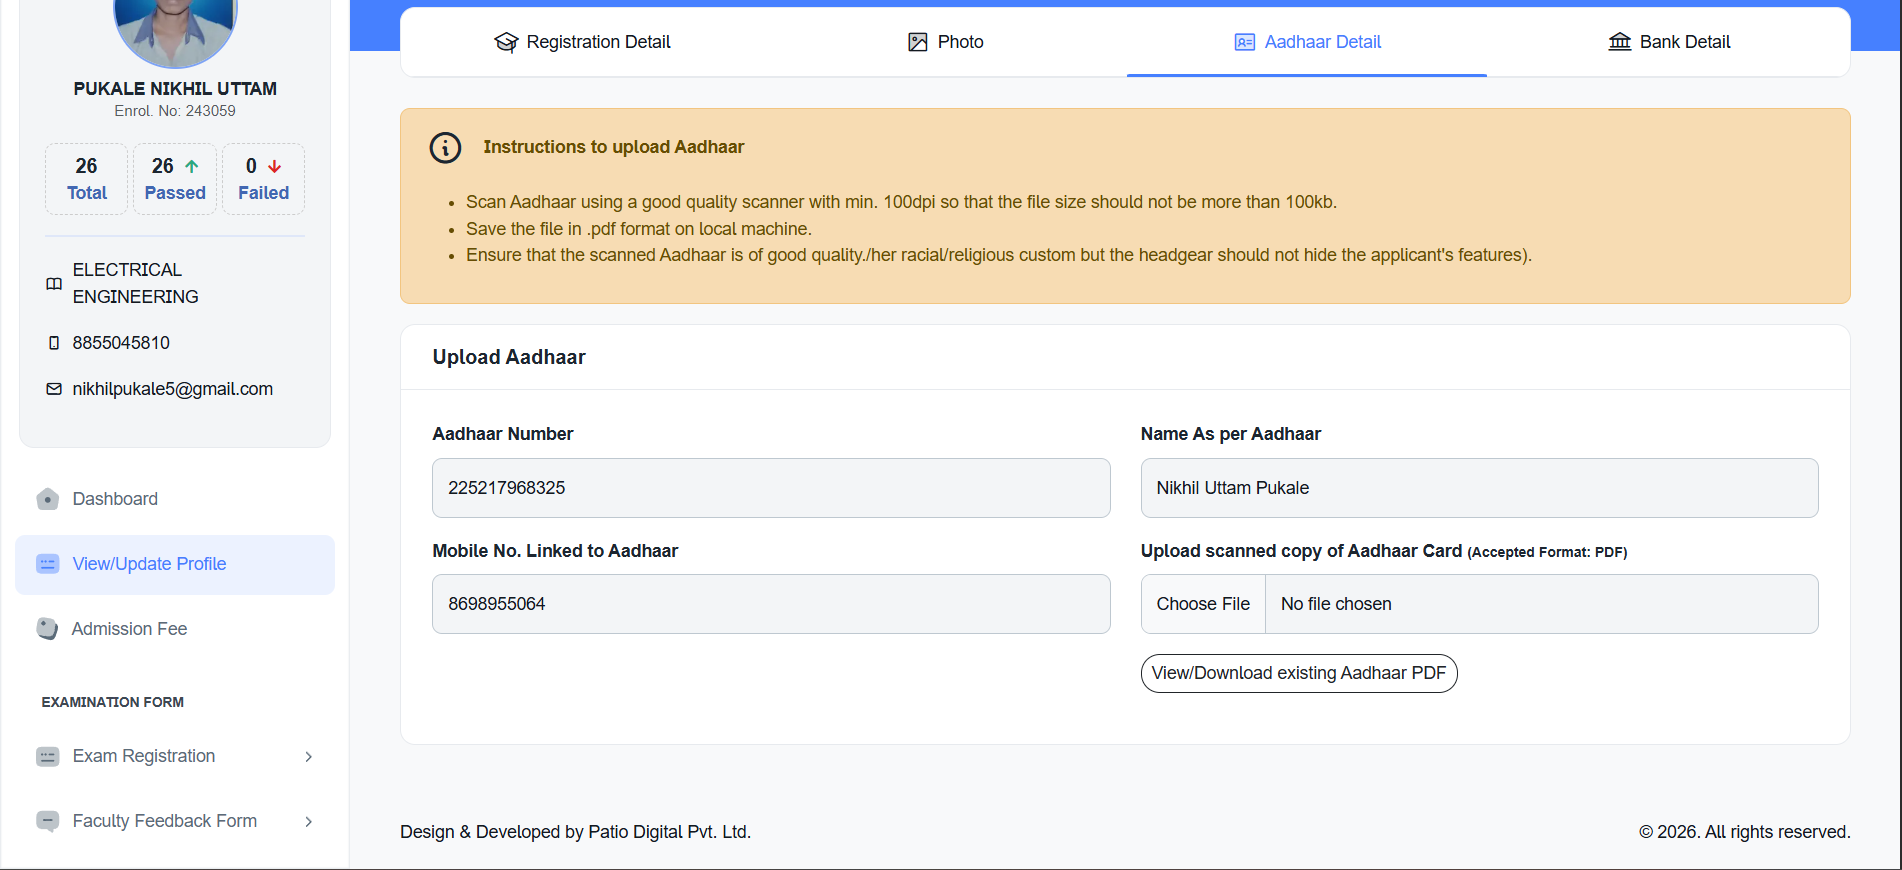 PUKALE NIKHIL UTTAM
Enrol. No: 243059
26
Total
26
Passed
0
Failed
ELECTRICAL
ENGINEERING
8855045810
nikhilpukale5@gmail.com
Dashboard
View/Update Profile
Admission Fee
EXAMINATION FORM
Exam Registration
Faculty Feedback Form
Registration Detail
Photo
Aadhaar Detail
Bank Detail
Instructions to upload Aadhaar
• Scan Aadhaar using a good quality scanner with min. 100dpi so that the file size should not be more than 100kb.
• Save the file in .pdf format on local machine.
• Ensure that the scanned Aadhaar is of good quality./her racial/religious custom but the headgear should not hide the applicant's features).
Upload Aadhaar
Aadhaar Number
225217968325
Name As per Aadhaar
Nikhil Uttam Pukale
Mobile No. Linked to Aadhaar
8698955064
Upload scanned copy of Aadhaar Card (Accepted Format: PDF)
Choose File No file chosen
View/Download existing Aadhaar PDF
Design & Developed by Patio Digital Pvt. Ltd.
© 2026. All rights reserved.